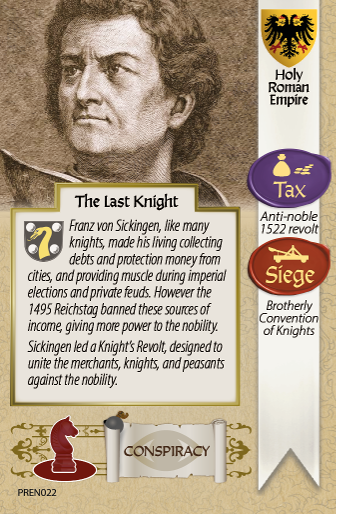 Holy
Roman
Empire
Tax
Anti-noble
1522 revolt
Siege
Brotherly
Convention
of Knights
The Last Knight
Franz von Sickingen, like many
knights, made his living collecting
debts and protection money from
cities, and providing muscle during imperial
elections and private feuds. However the
1495 Reichstag banned these sources of
income, giving more power to the nobility.
Sickingen led a Knight's Revolt, designed to
unite the merchants, knights, and peasants
against the nobility.
CONSPIRACY
PREN022